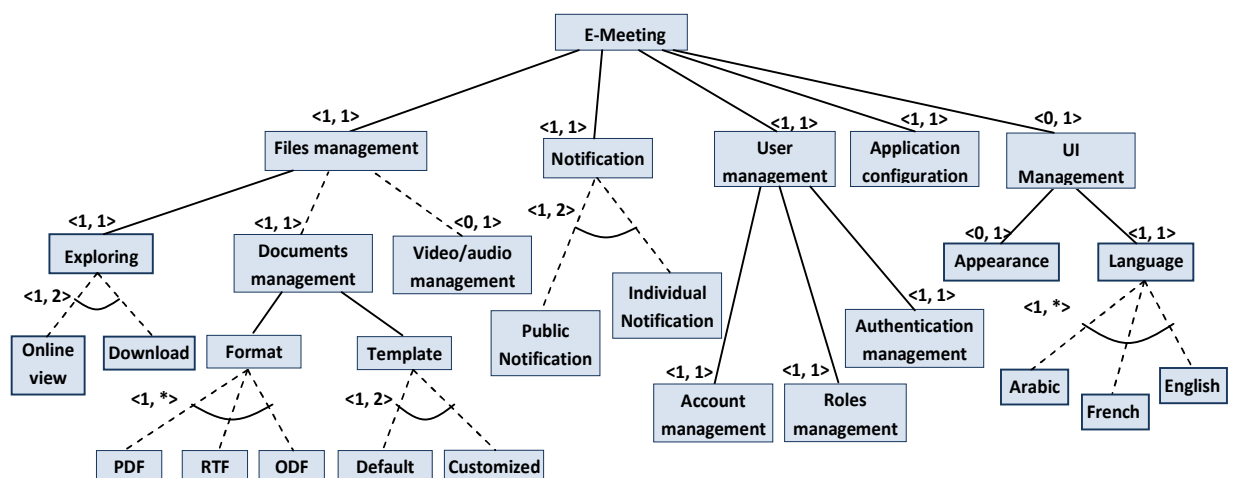 E-Meeting
<1, 1>
<1, 1>
<1, 1>
<1, 1>
<0, 1>
Files management
Notification
User
management
Application
configuration
UI
Management
<1, 1>
<1, 1>
<0, 1>
<1, 2>
<0, 1>
<1, 1>
Exploring
Documents
management
Video/audio
management
Appearance
Language
<1, 2>
Individual
Notification
<1, 1>
<1, *>
Online
view
Download
Format
Template
Public
Notification
Authentication
management
<1, *>
<1, 2>
<1, 1>
<1, 1>
Arabic
French
English
Account
management
Roles
management
PDF
RTF
ODF
Default
Customized